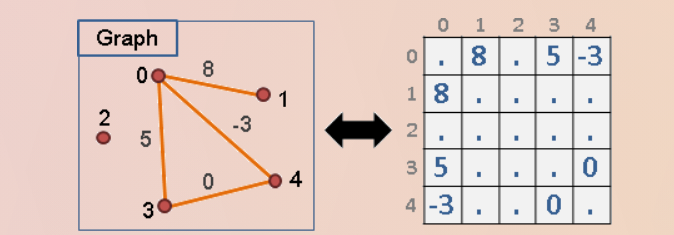 Graph
0
8
1
2
-3
5
0
4
3
0 1 2 3 4
0 . 8 . 5 -3
1 8 . . . .
2 . . . . .
3 5 . . . 0
4 -3 . . 0 .